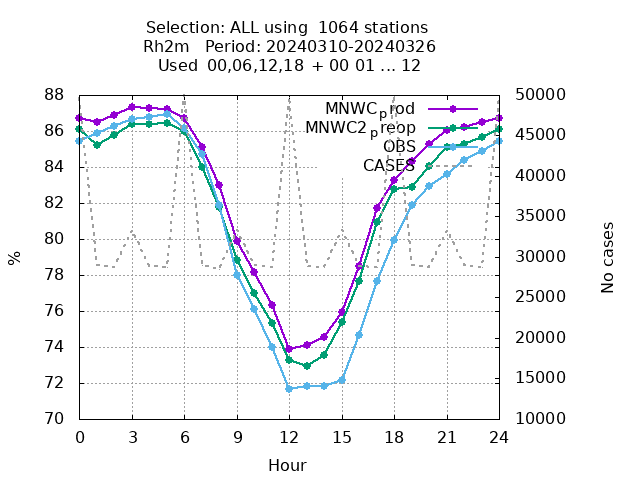 Selection: ALL using  1064 stations
Rh2m   Period: 20240310-20240326
Used  00,06,12,18  + 00 01 ... 12
88 50000
MNWCprod
86 MNWC2preop 45000
OBS
84 CASES 40000
82 35000
80 30000
% 78 No cases
76 25000
74 20000
72 15000
70 10000
0 3 6 9 12 15 18 21 24
Hour